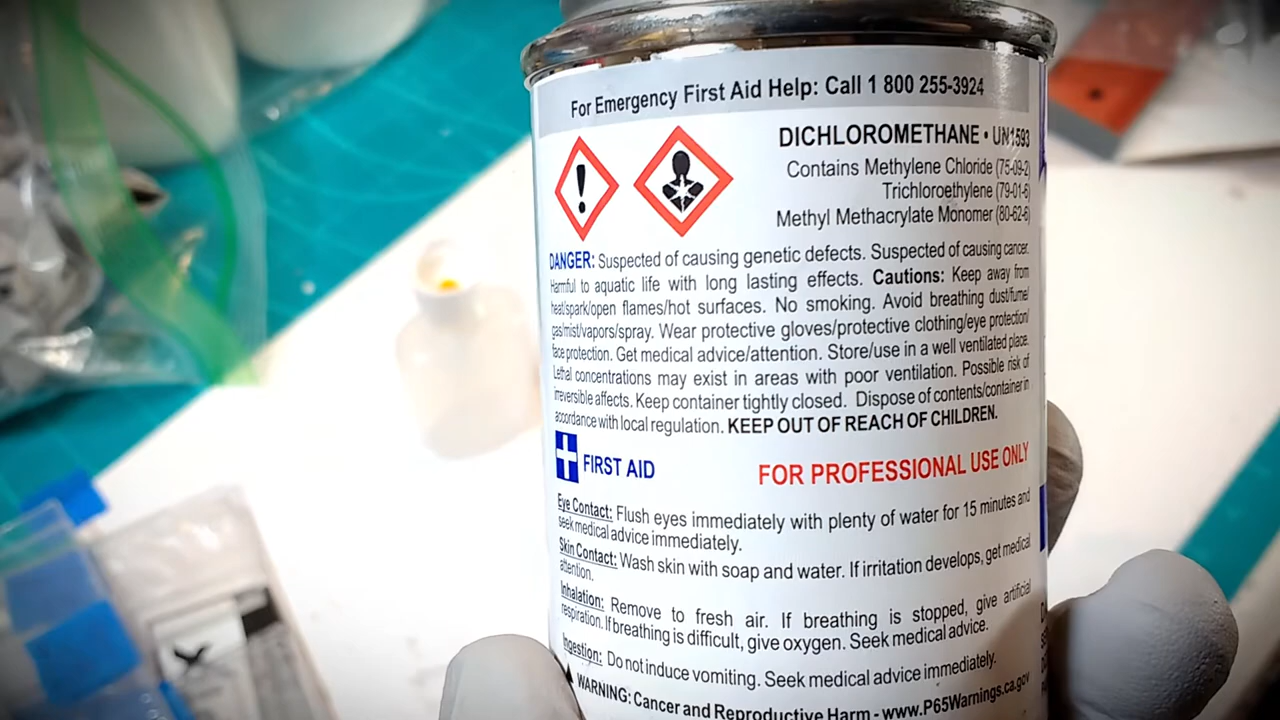 For Emergency First Aid Help: Call 1 800 255-3924
DICHLOROMETHANE • UN1593
Contains Methylene Chloride (75-09-2)
Trichloroethylene (79-01-6)
Methyl Methacrylate Monomer (80-62-6)
DANGER: Suspected of causing genetic defects. Suspected of causing cancer.
Harmful to aquatic life with long lasting effects. Cautions: Keep away from
heat/spark/open flames/hot surfaces. No smoking. Avoid breathing dust/fume/
gas/mist/vapors/spray. Wear protective gloves/protective clothing/eye protection/
face protection. Get medical advice/attention. Store/use in a well ventilated place.
Lethal concentrations may exist in areas with poor ventilation. Possible risk of
irreversible affects. Keep container tightly closed. Dispose of contents/container in
accordance with local regulation. KEEP OUT OF REACH OF CHILDREN.
FIRST AID
FOR PROFESSIONAL USE ONLY
Eye Contact: Flush eyes immediately with plenty of water for 15 minutes and
seek medical advice immediately.
Skin Contact: Wash skin with soap and water. If irritation develops, get medical
attention.
Inhalation: Remove to fresh air. If breathing is stopped, give artificial
respiration. If breathing is difficult, give oxygen. Seek medical advice.
Ingestion: Do not induce vomiting. Seek medical advice immediately.
WARNING: Cancer and Reproductive Harm - www.P65Warnings.ca.gov